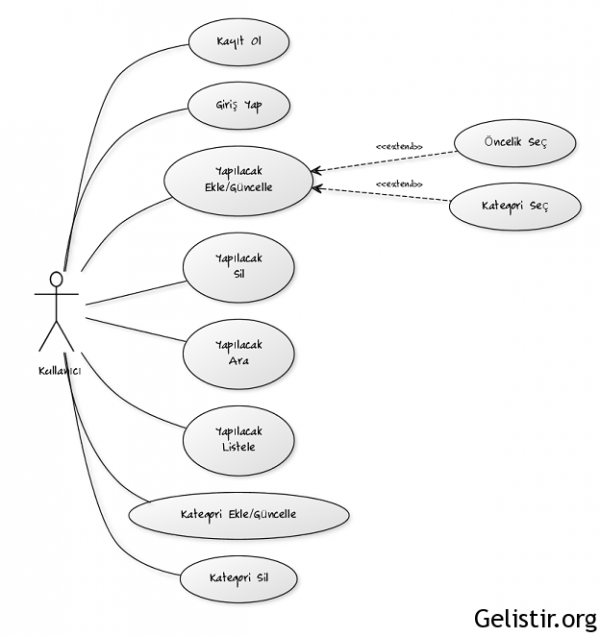 Kayıt Ol
Giriş Yap
Yapılacak
Ekle/Güncelle
<<extend>>
Öncelik Seç
<<extend>>
Kategori Seç
Yapılacak
Sil
Yapılacak
Ara
Kullanıcı
Yapılacak
Listele
Kategori Ekle/Güncelle
Kategori Sil
Gelistir.org